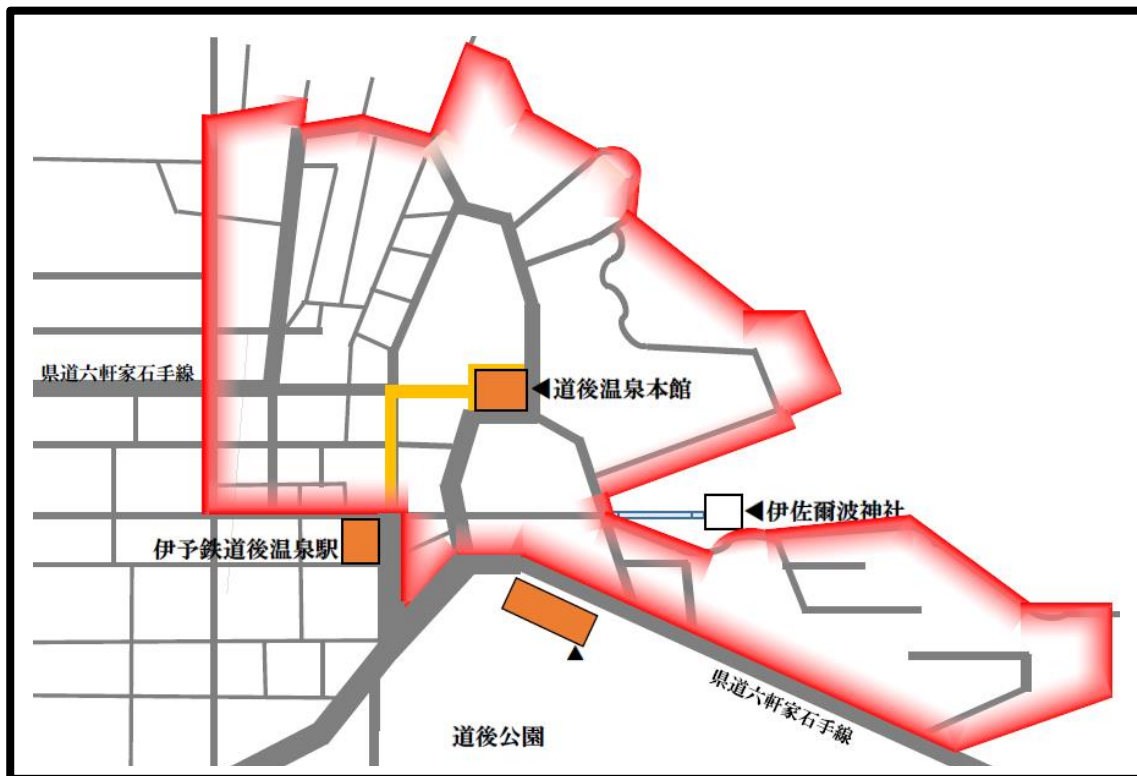 県道六軒家石手線
◀道後温泉本館
◀伊佐爾波神社
伊予鉄道後温泉駅
▲
県道六軒家石手線
道後公園